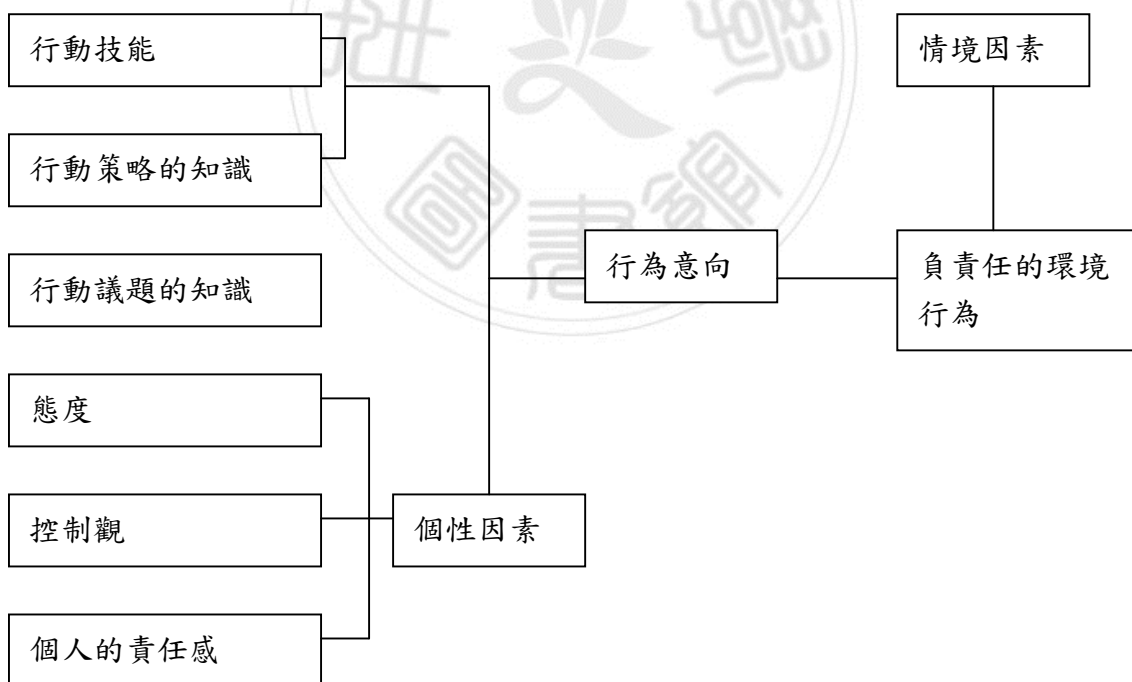 行動技能
情境因素
行動策略的知識
行動議題的知識
行為意向
負責任的環境
行為
態度
控制觀
個性因素
個人的責任感